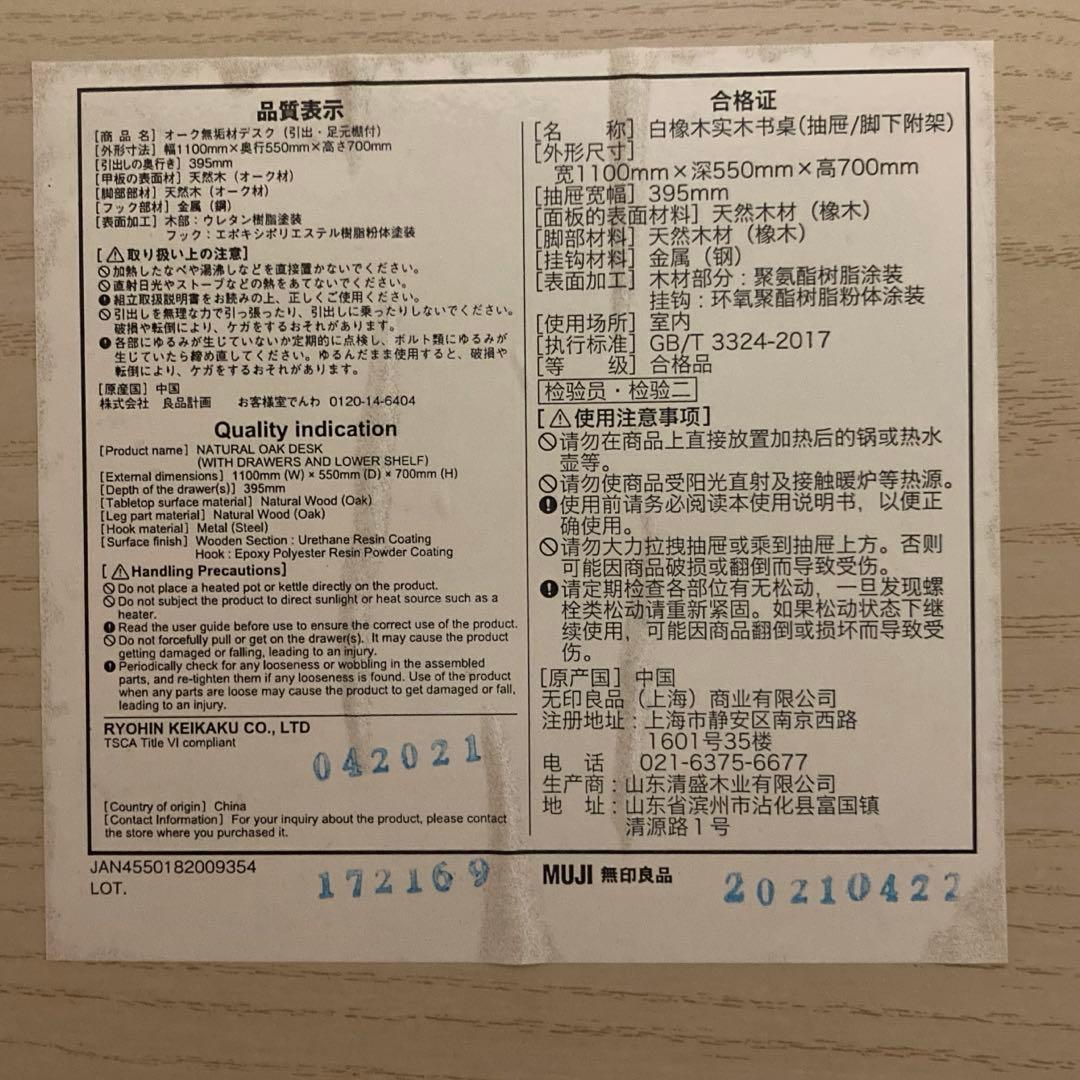 品質表示
[商 品 名] オーク無垢材デスク（引出・足元棚付）
[外形寸法] 幅1100mm×奥行550mm×高さ700mm
[引出しの奥行き] 395mm
[甲板の表面材] 天然木（オーク材）
[脚部部材] 天然木（オーク材）
[フック部材] 金属（鋼）
[表面加工] 木部：ウレタン樹脂塗装
フック：エポキシポリエステル樹脂粉体塗装
[⚠取り扱い上の注意]
加熱したなべや湯沸しなどを直接置かないでください。
直射日光やストーブなどの熱をあてないでください。
組立取扱説明書をお読みの上、正しくご使用ください。
引出しを無理な力で引っ張ったり、引出しに乗ったりしないでください。
破損や転倒により、ケガをするおそれがあります。
各部にゆるみが生じていないか定期的に点検し、ボルト類にゆるみが
生じていたら締め直してください。ゆるんだまま使用すると、破損や
転倒により、ケガをするおそれがあります。
[原産国] 中国
株式会社 良品計画 お客様室でんわ 0120-14-6404
Quality indication
[Product name] NATURAL OAK DESK
(WITH DRAWERS AND LOWER SHELF)
[External dimensions] 1100mm (W) × 550mm (D) × 700mm (H)
[Depth of the drawer(s)] 395mm
[Tabletop surface material] Natural Wood (Oak)
[Leg part material] Natural Wood (Oak)
[Hook material] Metal (Steel)
[Surface finish] Wooden Section : Urethane Resin Coating
Hook : Epoxy Polyester Resin Powder Coating
[⚠Handling Precautions]
Do not place a heated pot or kettle directly on the product.
Do not subject the product to direct sunlight or heat source such as a
heater.
Read the user guide before use to ensure the correct use of the product.
Do not forcefully pull or get on the drawer(s). It may cause the product
getting damaged or falling, leading to an injury.
Periodically check for any looseness or wobbling in the assembled
parts, and re-tighten them if any looseness is found. Use of the product
when any parts are loose may cause the product to get damaged or fall,
leading to an injury.
RYOHIN KEIKAKU CO., LTD
TSCA Title VI compliant
042021
[Country of origin] China
[Contact Information] For your inquiry about the product, please contact
the store where you purchased it.
合格证
[名 称] 白橡木实木书桌(抽屉/脚下附架)
[外形尺寸]
宽1100mm×深550mm×高700mm
[抽屉宽幅] 395mm
[面板的表面材料] 天然木材（橡木）
[脚部材料] 天然木材（橡木）
[挂钩材料] 金属（钢）
[表面加工] 木材部分：聚氨酯树脂涂装
挂钩：环氧聚酯树脂粉体涂装
[使用场所] 室内
[执行标准] GB/T 3324-2017
[等 级] 合格品
检验员・检验二
[⚠使用注意事项]
请勿在商品上直接放置加热后的锅或热水
壶等。
请勿使商品受阳光直射及接触暖炉等热源。
使用前请务必阅读本使用说明书，以便正
确使用。
请勿大力拉拽抽屉或乘到抽屉上方。否则
可能因商品破损或翻倒而导致受伤。
请定期检查各部位有无松动，一旦发现螺
栓类松动请重新紧固。如果松动状态下继
续使用，可能因商品翻倒或损坏而导致受
伤。
[原产国] 中国
无印良品（上海）商业有限公司
注册地址：上海市静安区南京西路
1601号35楼
电 话 021-6375-6677
生产商：山东清盛木业有限公司
地 址：山东省滨州市沾化县富国镇
清源路1号
JAN4550182009354
LOT. 172169
MUJI 無印良品 20210422